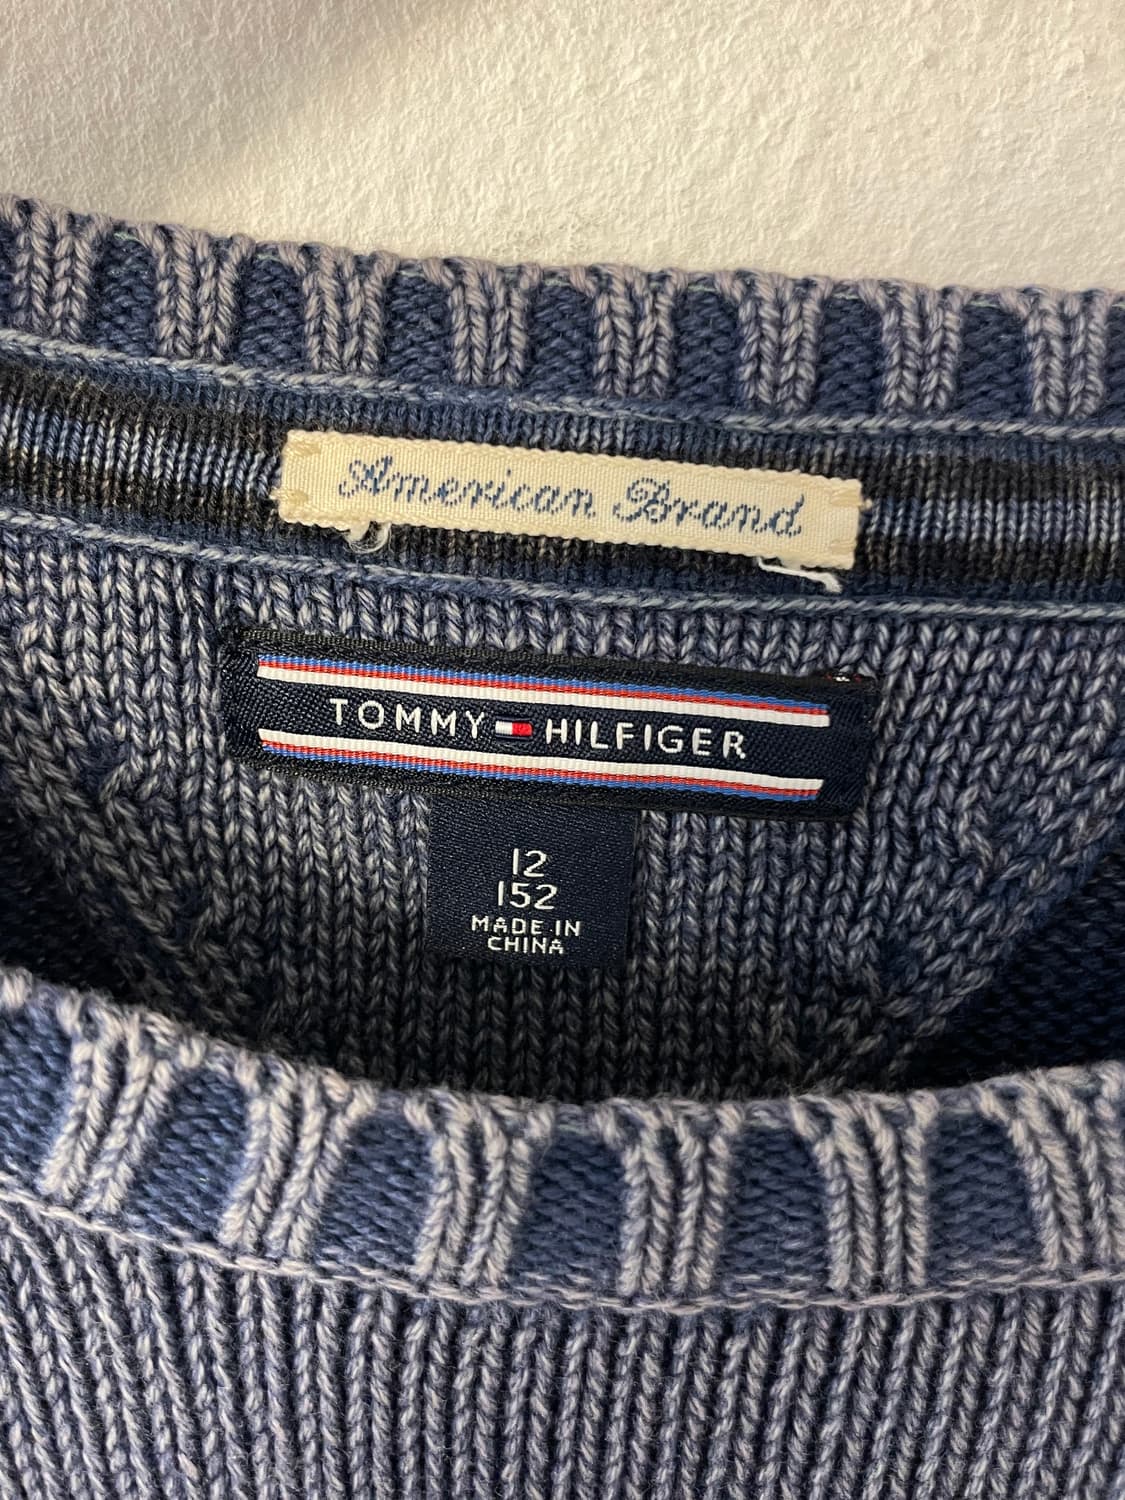 American Brand
TOMMY HILFIGER
12
152
MADE IN
CHINA